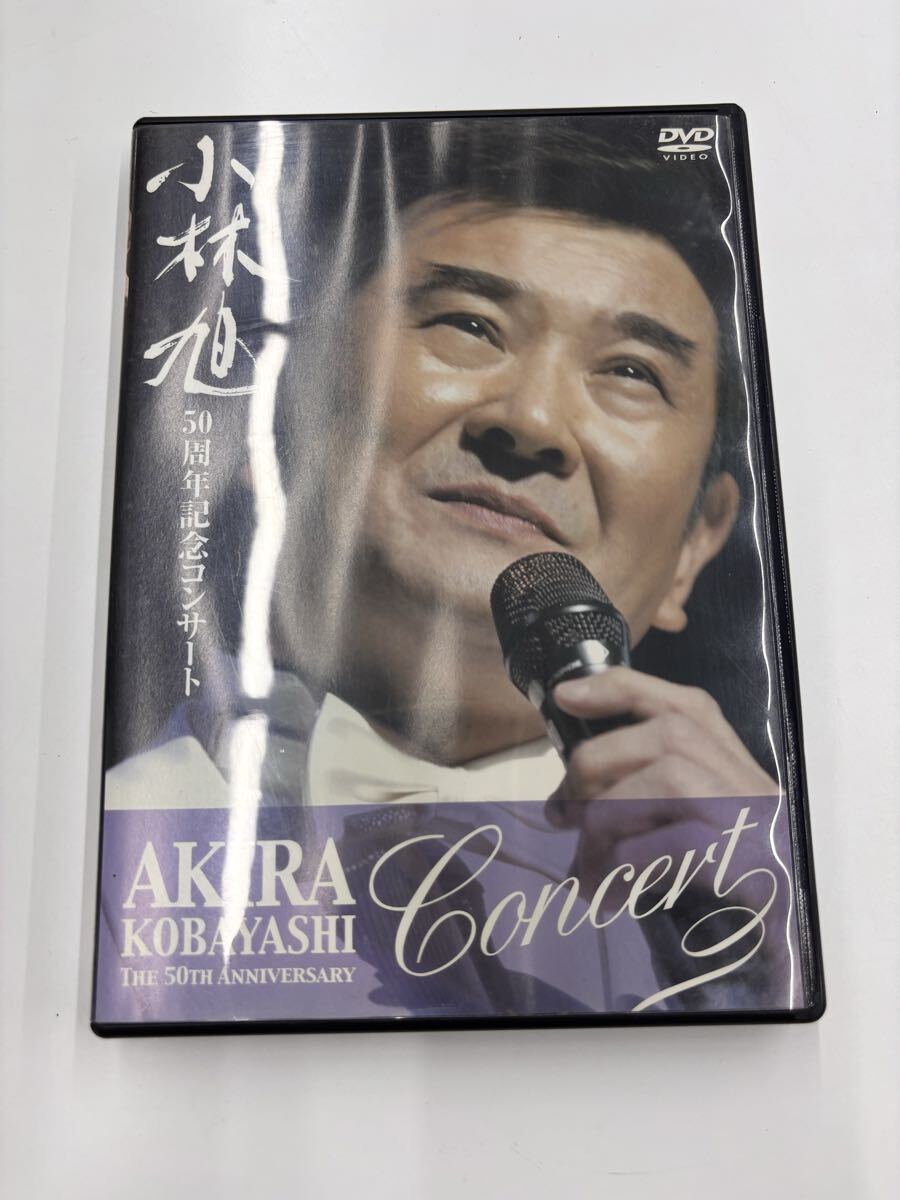 小林旭
50周年記念コンサート
DVD
VIDEO
AKIRA
KOBAYASHI
THE 50TH ANNIVERSARY
Concert